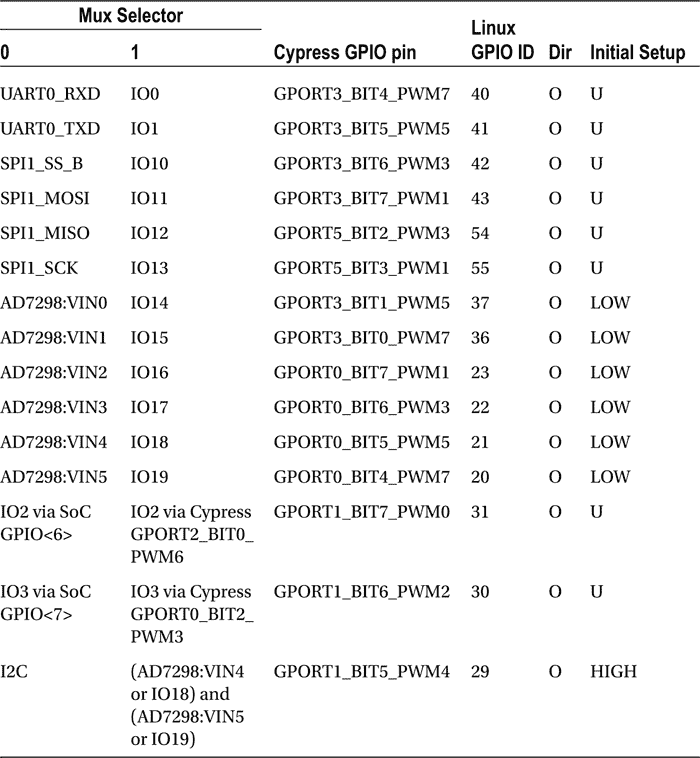 Mux Selector
Linux
0 1 Cypress GPIO pin GPIO ID Dir Initial Setup
UART0_RXD IO0 GPORT3_BIT4_PWM7 40 O U
UART0_TXD IO1 GPORT3_BIT5_PWM5 41 O U
SPI1_SS_B IO10 GPORT3_BIT6_PWM3 42 O U
SPI1_MOSI IO11 GPORT3_BIT7_PWM1 43 O U
SPI1_MISO IO12 GPORT5_BIT2_PWM3 54 O U
SPI1_SCK IO13 GPORT5_BIT3_PWM1 55 O U
AD7298:VIN0 IO14 GPORT3_BIT1_PWM5 37 O LOW
AD7298:VIN1 IO15 GPORT3_BIT0_PWM7 36 O LOW
AD7298:VIN2 IO16 GPORT0_BIT7_PWM1 23 O LOW
AD7298:VIN3 IO17 GPORT0_BIT6_PWM3 22 O LOW
AD7298:VIN4 IO18 GPORT0_BIT5_PWM5 21 O LOW
AD7298:VIN5 IO19 GPORT0_BIT4_PWM7 20 O LOW
IO2 via SoC IO2 via Cypress GPORT1_BIT7_PWM0 31 O U
GPIO<6> GPORT2_BIT0_
PWM6
IO3 via SoC IO3 via Cypress GPORT1_BIT6_PWM2 30 O U
GPIO<7> GPORT0_BIT2_
PWM3
I2C (AD7298:VIN4 GPORT1_BIT5_PWM4 29 O HIGH
or IO18) and
(AD7298:VIN5
or IO19)